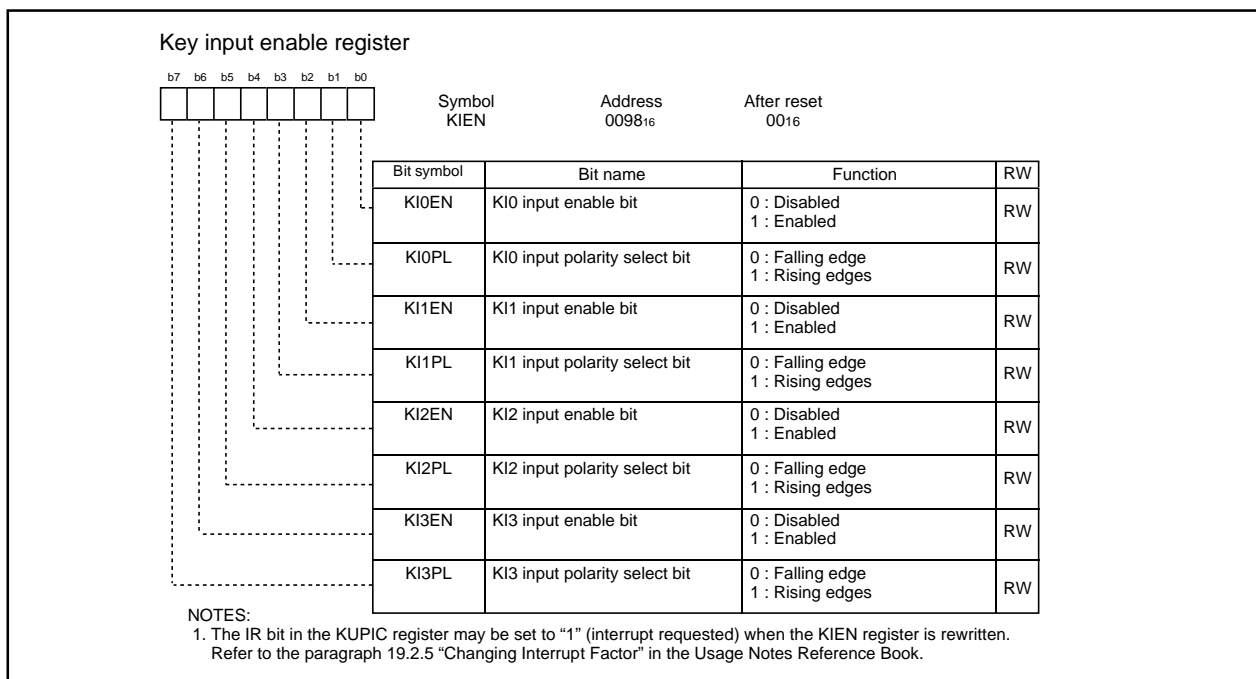 Key input enable register
b7 b6 b5 b4 b3 b2 b1 b0
Symbol Address After reset
KIEN 009816 0016
Bit symbol Bit name Function RW
KI0EN KI0 input enable bit 0 : Disabled
1 : Enabled RW
KI0PL KI0 input polarity select bit 0 : Falling edge
1 : Rising edges RW
KI1EN KI1 input enable bit 0 : Disabled
1 : Enabled RW
KI1PL KI1 input polarity select bit 0 : Falling edge
1 : Rising edges RW
KI2EN KI2 input enable bit 0 : Disabled
1 : Enabled RW
KI2PL KI2 input polarity select bit 0 : Falling edge
1 : Rising edges RW
KI3EN KI3 input enable bit 0 : Disabled
1 : Enabled RW
KI3PL KI3 input polarity select bit 0 : Falling edge
1 : Rising edges RW
NOTES:
1. The IR bit in the KUPIC register may be set to “1” (interrupt requested) when the KIEN register is rewritten.
Refer to the paragraph 19.2.5 “Changing Interrupt Factor” in the Usage Notes Reference Book.